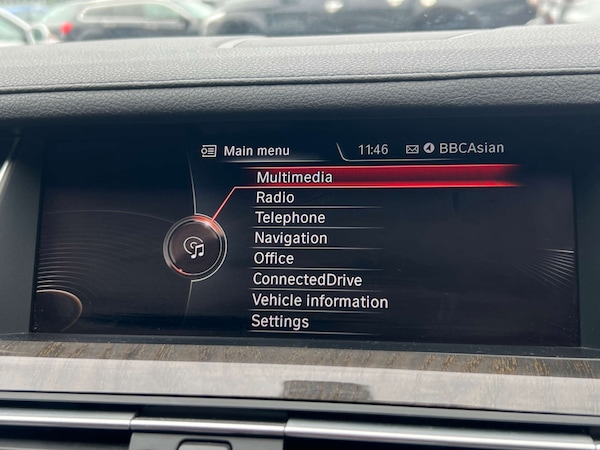 Main menu 11:46 BBCAsian
Multimedia
Radio
Telephone
Navigation
Office
ConnectedDrive
Vehicle information
Settings